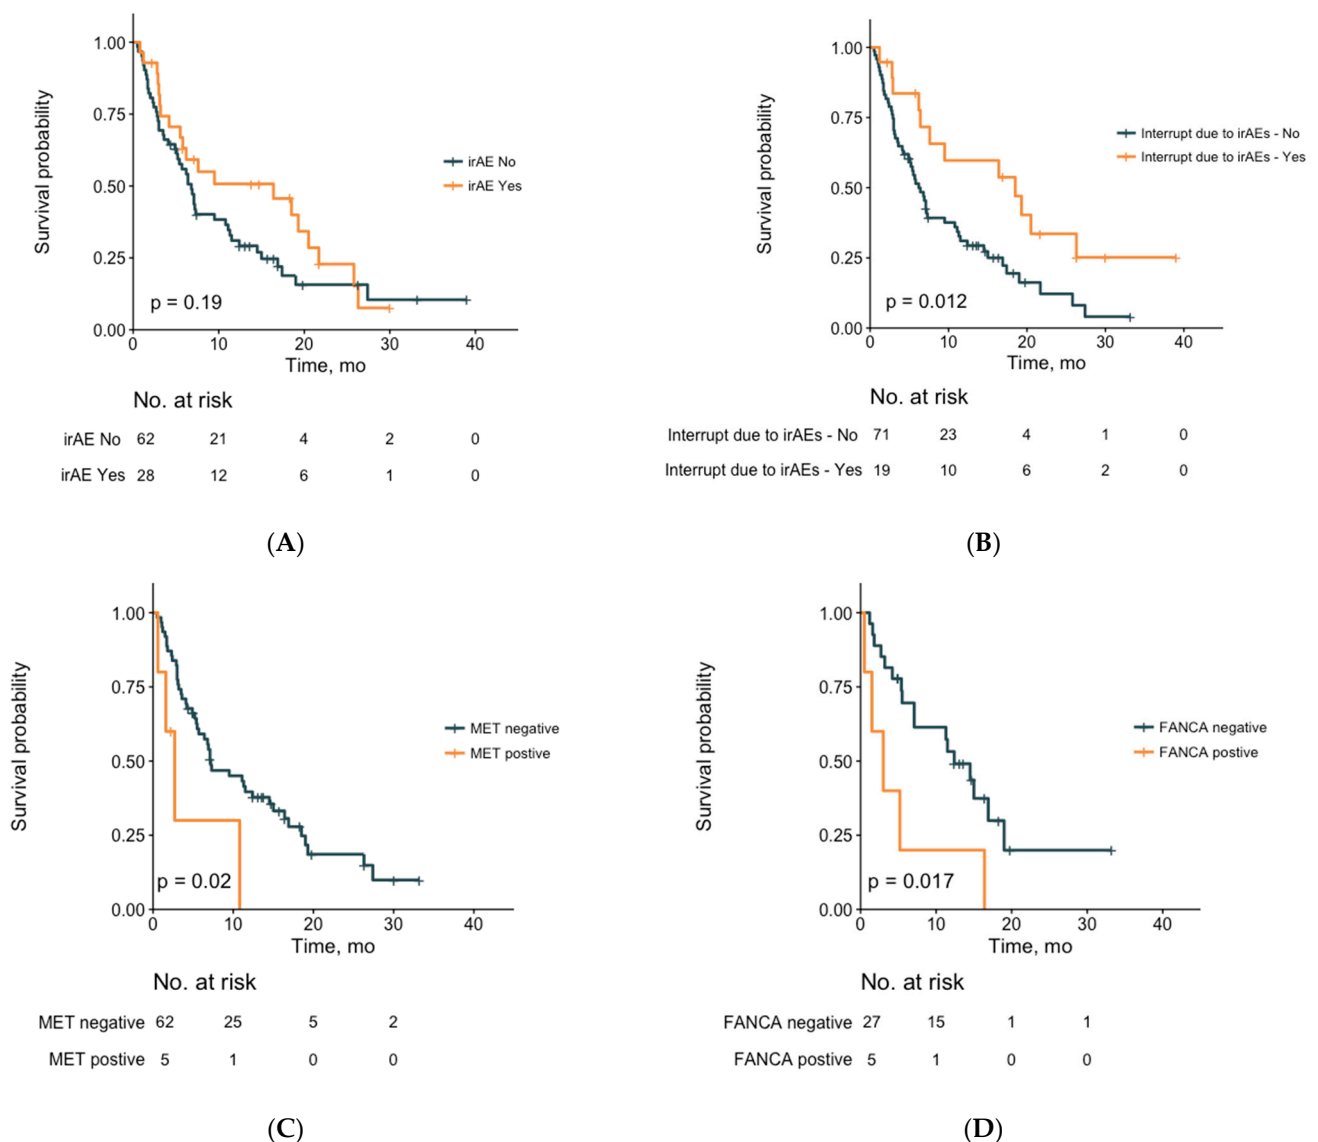 1.00
0.75
0.50
0.25
0.00
Survival probability
0 10 20 30 40
Time, mo
irAE No
irAE Yes
p = 0.19
No. at risk
irAE No 62 21 4 2 0
irAE Yes 28 12 6 1 0
(A)
1.00
0.75
0.50
0.25
0.00
Survival probability
0 10 20 30 40
Time, mo
Interrupt due to irAEs - No
Interrupt due to irAEs - Yes
p = 0.012
No. at risk
Interrupt due to irAEs - No 71 23 4 1 0
Interrupt due to irAEs - Yes 19 10 6 2 0
(B)
1.00
0.75
0.50
0.25
0.00
Survival probability
0 10 20 30 40
Time, mo
MET negative
MET postive
p = 0.02
No. at risk
MET negative 62 25 5 2
MET postive 5 1 0 0
(C)
1.00
0.75
0.50
0.25
0.00
Survival probability
0 10 20 30 40
Time, mo
FANCA negative
FANCA postive
p = 0.017
No. at risk
FANCA negative 27 15 1 1
FANCA postive 5 1 0 0
(D)